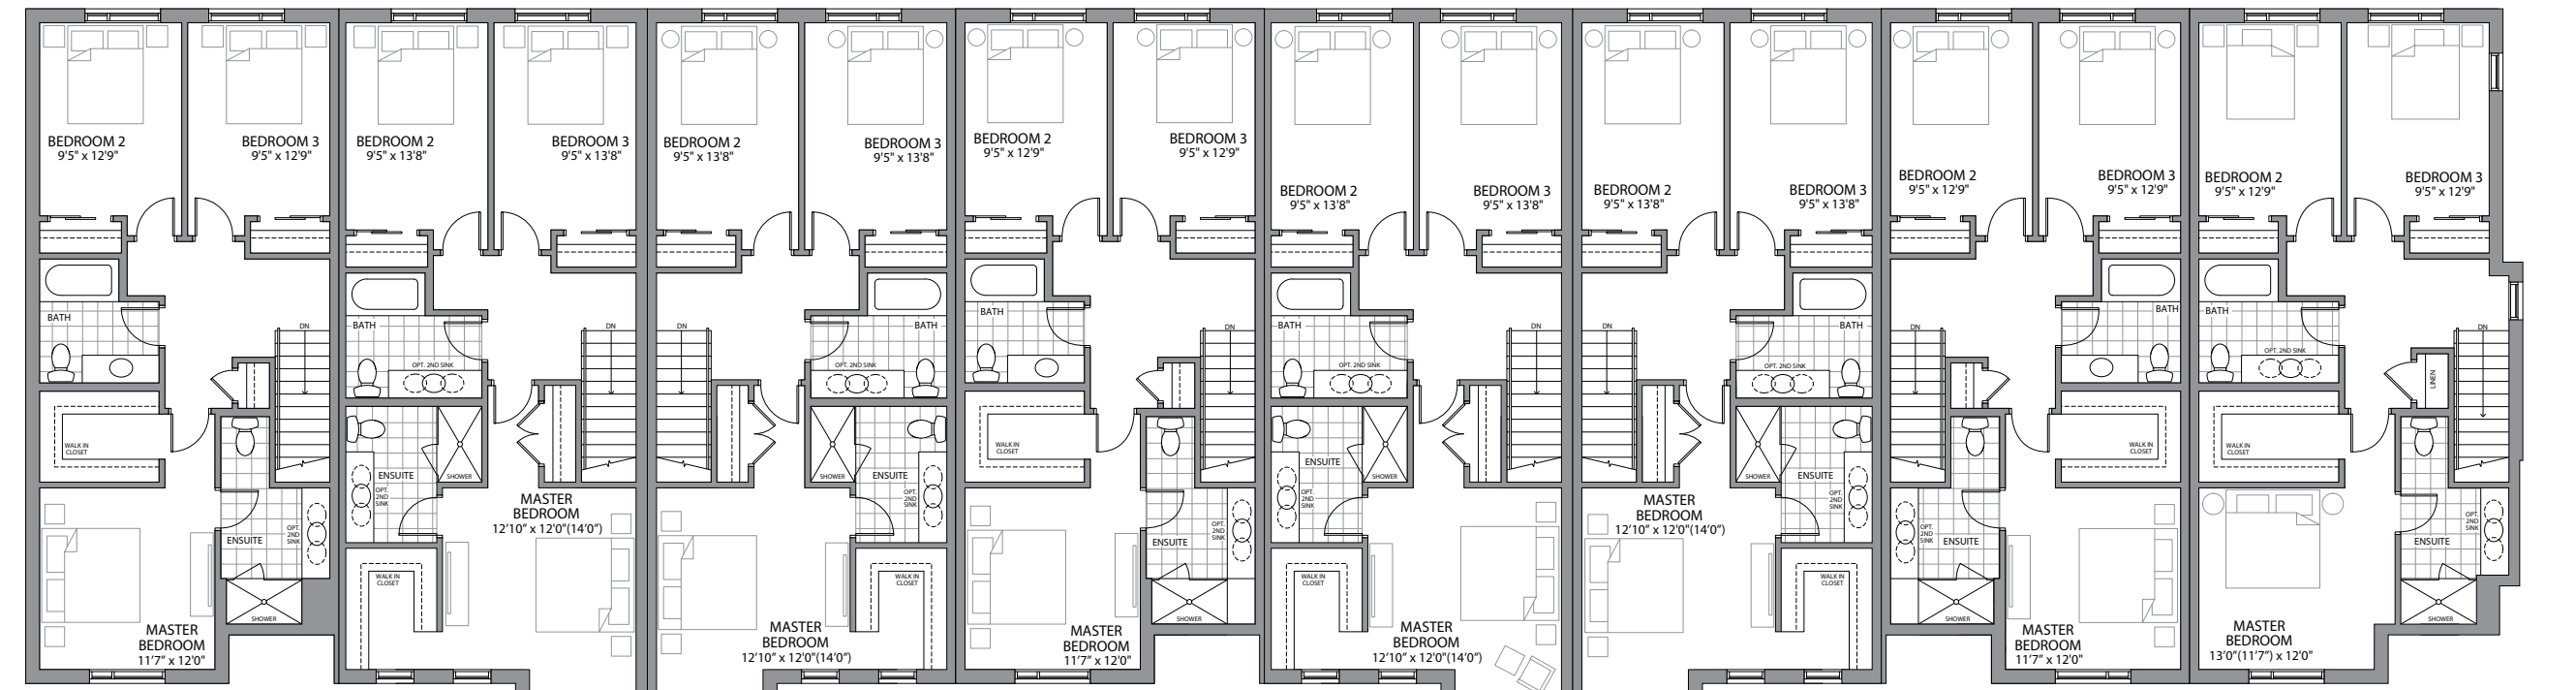 BEDROOM 2
9'5" x 12'9"
BEDROOM 3
9'5" x 12'9"
BATH
DN
WALK IN
CLOSET
ENSUITE
OPT.
2ND
SINK
SHOWER
MASTER
BEDROOM
11'7" x 12'0"
BEDROOM 2
9'5" x 13'8"
BEDROOM 3
9'5" x 13'8"
BATH
OPT. 2ND SINK
DN
ENSUITE
OPT.
2ND
SINK
SHOWER
MASTER
BEDROOM
12'10" x 12'0"(14'0")
WALK IN
CLOSET
BEDROOM 2
9'5" x 13'8"
BEDROOM 3
9'5" x 13'8"
DN
BATH
OPT. 2ND SINK
SHOWER
ENSUITE
OPT.
2ND
SINK
WALK IN
CLOSET
MASTER
BEDROOM
12'10" x 12'0"(14'0")
BEDROOM 2
9'5" x 12'9"
BEDROOM 3
9'5" x 12'9"
BATH
DN
WALK IN
CLOSET
OPT.
2ND
SINK
ENSUITE
SHOWER
MASTER
BEDROOM
11'7" x 12'0"
BEDROOM 2
9'5" x 13'8"
BEDROOM 3
9'5" x 13'8"
BATH
OPT. 2ND SINK
DN
ENSUITE
SHOWER
OPT.
2ND
SINK
WALK IN
CLOSET
MASTER
BEDROOM
12'10" x 12'0"(14'0")
BEDROOM 2
9'5" x 13'8"
BEDROOM 3
9'5" x 13'8"
DN
BATH
OPT. 2ND SINK
SHOWER
ENSUITE
OPT.
2ND
SINK
MASTER
BEDROOM
12'10" x 12'0"(14'0")
WALK IN
CLOSET
BEDROOM 2
9'5" x 12'9"
BEDROOM 3
9'5" x 12'9"
BATH
DN
WALK IN
CLOSET
OPT.
2ND
SINK
ENSUITE
SHOWER
MASTER
BEDROOM
11'7" x 12'0"
BEDROOM 2
9'5" x 12'9"
BEDROOM 3
9'5" x 12'9"
BATH
OPT. 2ND SINK
DN
LINEN
WALK IN
CLOSET
OPT.
2ND
SINK
ENSUITE
SHOWER
MASTER
BEDROOM
13'0"(11'7") x 12'0"